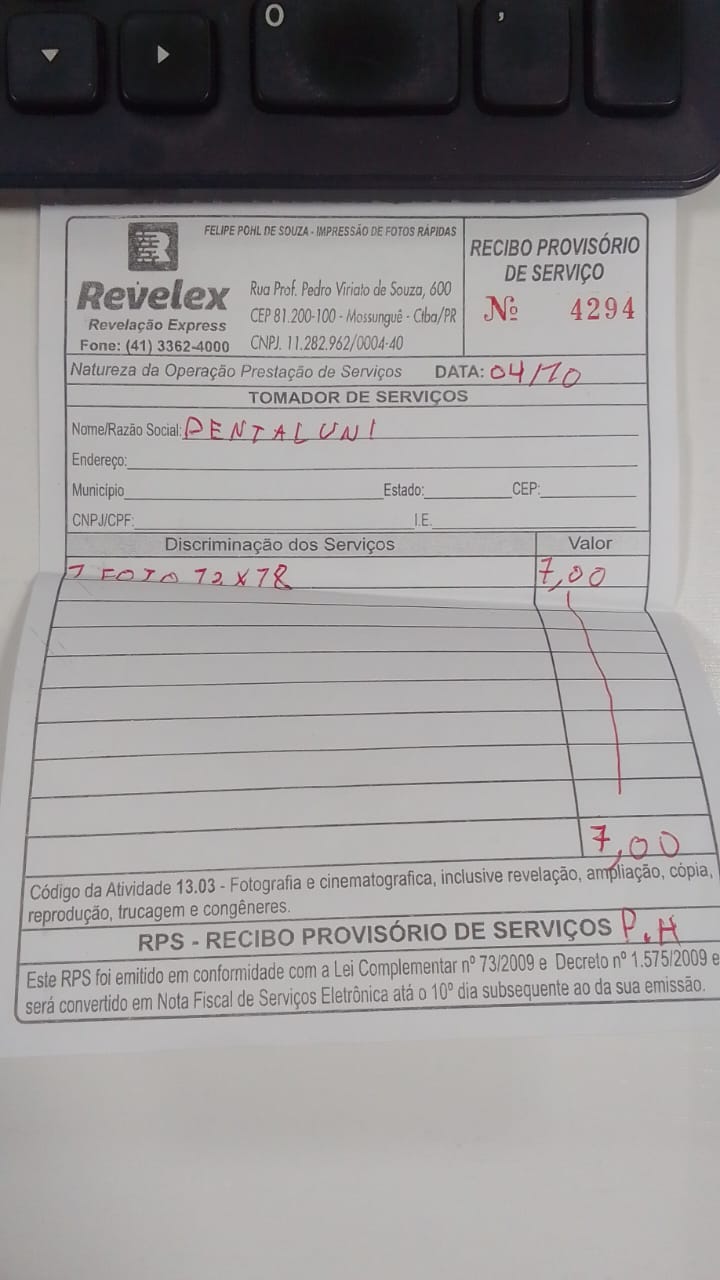 O
,
FELIPE POHL DE SOUZA - IMPRESSÃO DE FOTOS RÁPIDAS
Revelex
Revelação Express
Fone: (41) 3362-4000
Rua Prof. Pedro Viriato de Souza, 600
CEP 81.200-100 - Mossunguê - Ctba/PR
CNPJ. 11.282.962/0004-40
RECIBO PROVISÓRIO
DE SERVIÇO
Nº 4294
Natureza da Operação Prestação de Serviços DATA: 04/10
TOMADOR DE SERVIÇOS
Nome/Razão Social: DENTALUNI
Endereço:
Município Estado: CEP:
CNPJ/CPF: I.E.
Discriminação dos Serviços Valor
1 FOTO 12 X 18 7,00
7,00
Código da Atividade 13.03 - Fotografia e cinematografica, inclusive revelação, ampliação, cópia,
reprodução, trucagem e congêneres.
RPS - RECIBO PROVISÓRIO DE SERVIÇOS P.H
Este RPS foi emitido em conformidade com a Lei Complementar nº 73/2009 e Decreto nº 1.575/2009 e
será convertido em Nota Fiscal de Serviços Eletrônica atá o 10º dia subsequente ao da sua emissão.